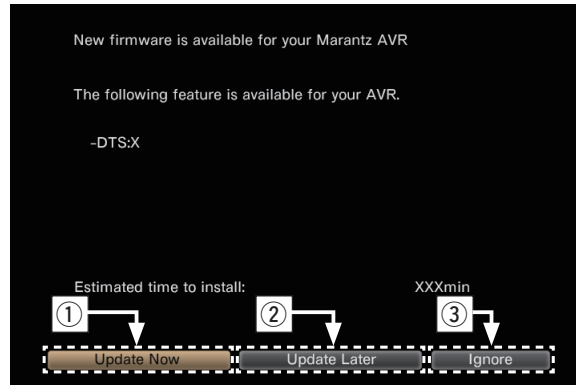 New firmware is available for your Marantz AVR
The following feature is available for your AVR.
-DTS:X
Estimated time to install: XXXmin
① ② ③
Update Now Update Later Ignore